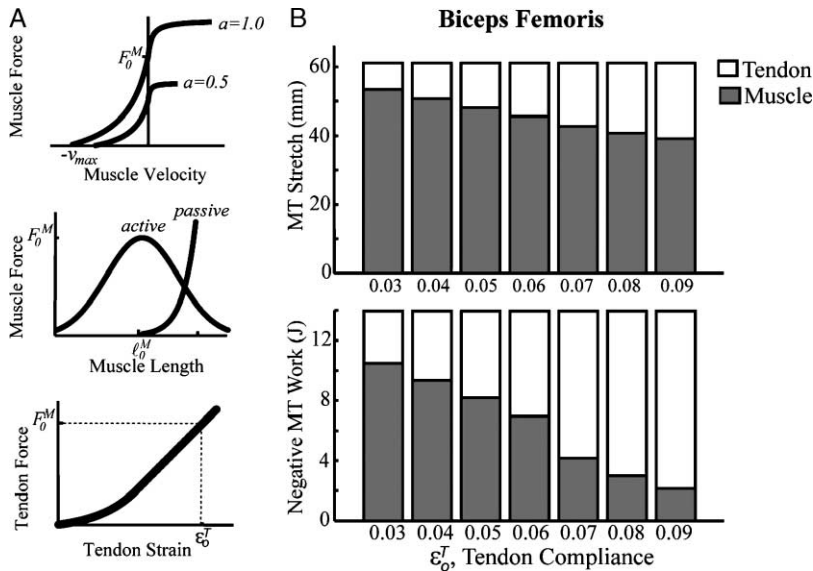 A
Muscle Force
F₀ᴹ
a=1.0
a=0.5
-vmax
Muscle Velocity
Muscle Force
F₀ᴹ
active
passive
ℓ₀ᴹ
Muscle Length
Tendon Force
F₀ᴹ
εₒᵀ
Tendon Strain
B
Biceps Femoris
Tendon
Muscle
MT Stretch (mm)
60
40
20
0
0.03 0.04 0.05 0.06 0.07 0.08 0.09
Negative MT Work (J)
12
8
4
0
0.03 0.04 0.05 0.06 0.07 0.08 0.09
εₒᵀ, Tendon Compliance